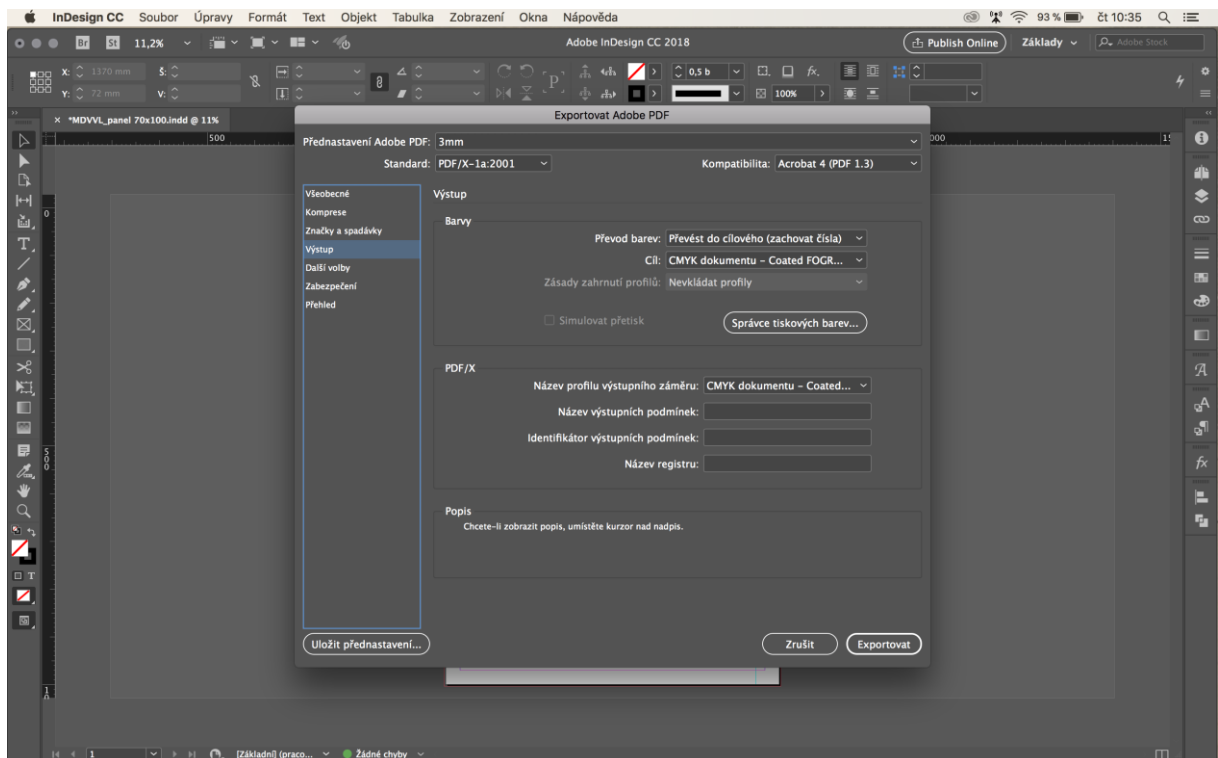 InDesign CC Soubor Úpravy Formát Text Objekt Tabulka Zobrazení Okna Nápověda 93 % čt 10:35
Br St 11,2% Adobe InDesign CC 2018 Publish Online Základy Adobe Stock
X: 1370 mm Š: 0,5 b fx.
Y: 72 mm V: 100%
× *MDVVL_panel 70x100.indd @ 11%
Exportovat Adobe PDF
500
Přednastavení Adobe PDF: 3mm
Standard: PDF/X-1a:2001 Kompatibilita: Acrobat 4 (PDF 1.3)
Všeobecné
Komprese
Značky a spadávky
Výstup
Další volby
Zabezpečení
Přehled
Výstup
Barvy
Převod barev: Převést do cílového (zachovat čísla)
Cíl: CMYK dokumentu – Coated FOGR...
Zásady zahrnutí profilů: Nevkládat profily
Simulovat přetisk Správce tiskových barev...
PDF/X
Název profilu výstupního záměru: CMYK dokumentu – Coated...
Název výstupních podmínek:
Identifikátor výstupních podmínek:
Název registru:
Popis
Chcete-li zobrazit popis, umístěte kurzor nad nadpis.
Uložit přednastavení... Zrušit Exportovat
1 [Základní] (praco... Žádné chyby